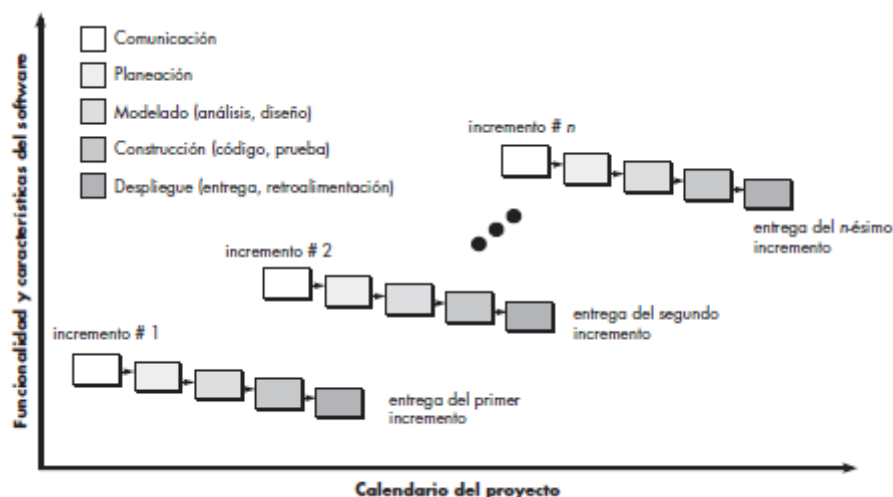 Funcionalidad y características del software
Comunicación
Planeación
Modelado (análisis, diseño)
Construcción (código, prueba)
Despliegue (entrega, retroalimentación)
incremento # n
entrega del n-ésimo
incremento
incremento # 2
entrega del segundo
incremento
incremento # 1
entrega del primer
incremento
Calendario del proyecto